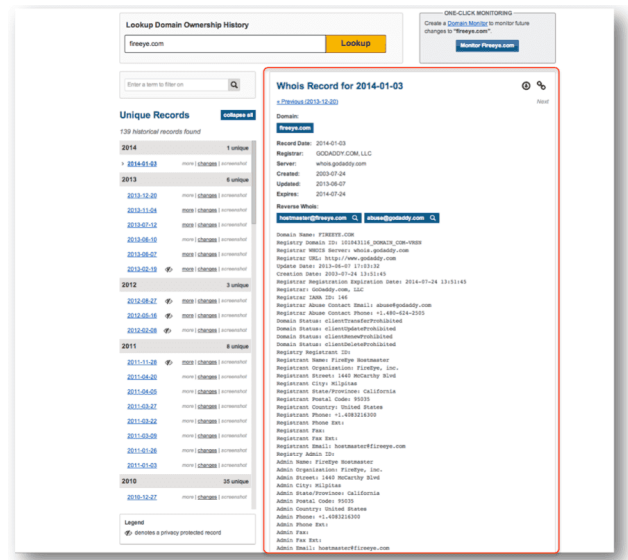 Lookup Domain Ownership History
fireeye.com
Lookup
ONE-CLICK MONITORING
Create a Domain Monitor to monitor future
changes to "fireeye.com".
Monitor Fireeye.com
Enter a term to filter on
Unique Records
collapse all
139 historical records found
2014 1 unique
› 2014-01-03 more | changes | screenshot
2013 6 unique
2013-12-20 more | changes | screenshot
2013-11-04 more | changes | screenshot
2013-07-12 more | changes | screenshot
2013-06-10 more | changes | screenshot
2013-06-07 more | changes | screenshot
2013-02-15 more | changes | screenshot
2012 3 unique
2012-08-27 more | changes | screenshot
2012-05-16 more | changes | screenshot
2012-02-08 more | changes | screenshot
2011 8 unique
2011-11-28 more | changes | screenshot
2011-04-20 more | changes | screenshot
2011-04-05 more | changes | screenshot
2011-03-27 more | changes | screenshot
2011-03-22 more | changes | screenshot
2011-03-05 more | changes | screenshot
2011-01-26 more | changes | screenshot
2011-01-03 more | changes | screenshot
2010 35 unique
2010-12-27 more | changes | screenshot
Legend
denotes a privacy protected record
Whois Record for 2014-01-03
« Previous (2013-12-20) Next
Domain:
fireeye.com
Record Date: 2014-01-03
Registrar: GODADDY.COM, LLC
Server: whois.godaddy.com
Created: 2003-07-24
Updated: 2013-06-07
Expires: 2014-07-24
Reverse Whois:
hostmaster@fireeye.com abuse@godaddy.com
Domain Name: FIREEYE.COM
Registry Domain ID: 101063116_DOMAIN_COM-VRSN
Registrar WHOIS Server: whois.godaddy.com
Registrar URL: http://www.godaddy.com
Update Date: 2013-06-07 17:03:32
Creation Date: 2003-07-24 13:51:45
Registrar Registration Expiration Date: 2014-07-24 13:51:45
Registrar: GoDaddy.com, LLC
Registrar IANA ID: 146
Registrar Abuse Contact Email: abuse@godaddy.com
Registrar Abuse Contact Phone: +1.480-624-2505
Domain Status: clientTransferProhibited
Domain Status: clientUpdateProhibited
Domain Status: clientRenewProhibited
Domain Status: clientDeleteProhibited
Registry Registrant ID:
Registrant Name: FireEye Hostmaster
Registrant Organization: FireEye, inc.
Registrant Street: 1440 McCarthy Blvd
Registrant City: Milpitas
Registrant State/Province: California
Registrant Postal Code: 95035
Registrant Country: United States
Registrant Phone: +1.4083216300
Registrant Phone Ext:
Registrant Fax:
Registrant Fax Ext:
Registrant Email: hostmaster@fireeye.com
Registry Admin ID:
Admin Name: FireEye Hostmaster
Admin Organization: FireEye, inc.
Admin Street: 1440 McCarthy Blvd
Admin City: Milpitas
Admin State/Province: California
Admin Postal Code: 95035
Admin Country: United States
Admin Phone: +1.4083216300
Admin Phone Ext:
Admin Fax:
Admin Fax Ext:
Admin Email: hostmaster@fireeye.com